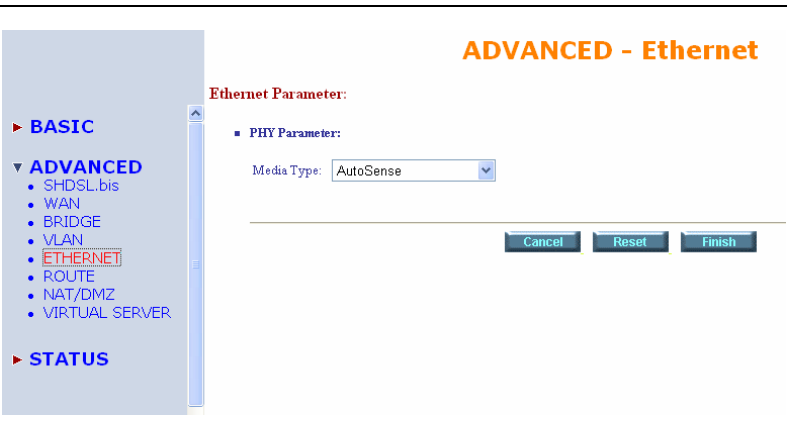 ADVANCED - Ethernet
BASIC
ADVANCED
SHDSL.bis
WAN
BRIDGE
VLAN
ETHERNET
ROUTE
NAT/DMZ
VIRTUAL SERVER
STATUS
Ethernet Parameter:
PHY Parameter:
Media Type: AutoSense
Cancel Reset Finish